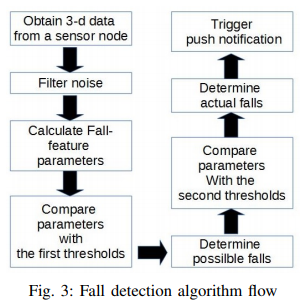 Obtain 3-d data
from a sensor node
Filter noise
Calculate Fall-
feature
parameters
Compare
parameters
with
the first thresholds
Determine
possilble falls
Compare
parameters
With the
second thresholds
Determine
actual falls
Trigger
push notification
Fig. 3: Fall detection algorithm flow